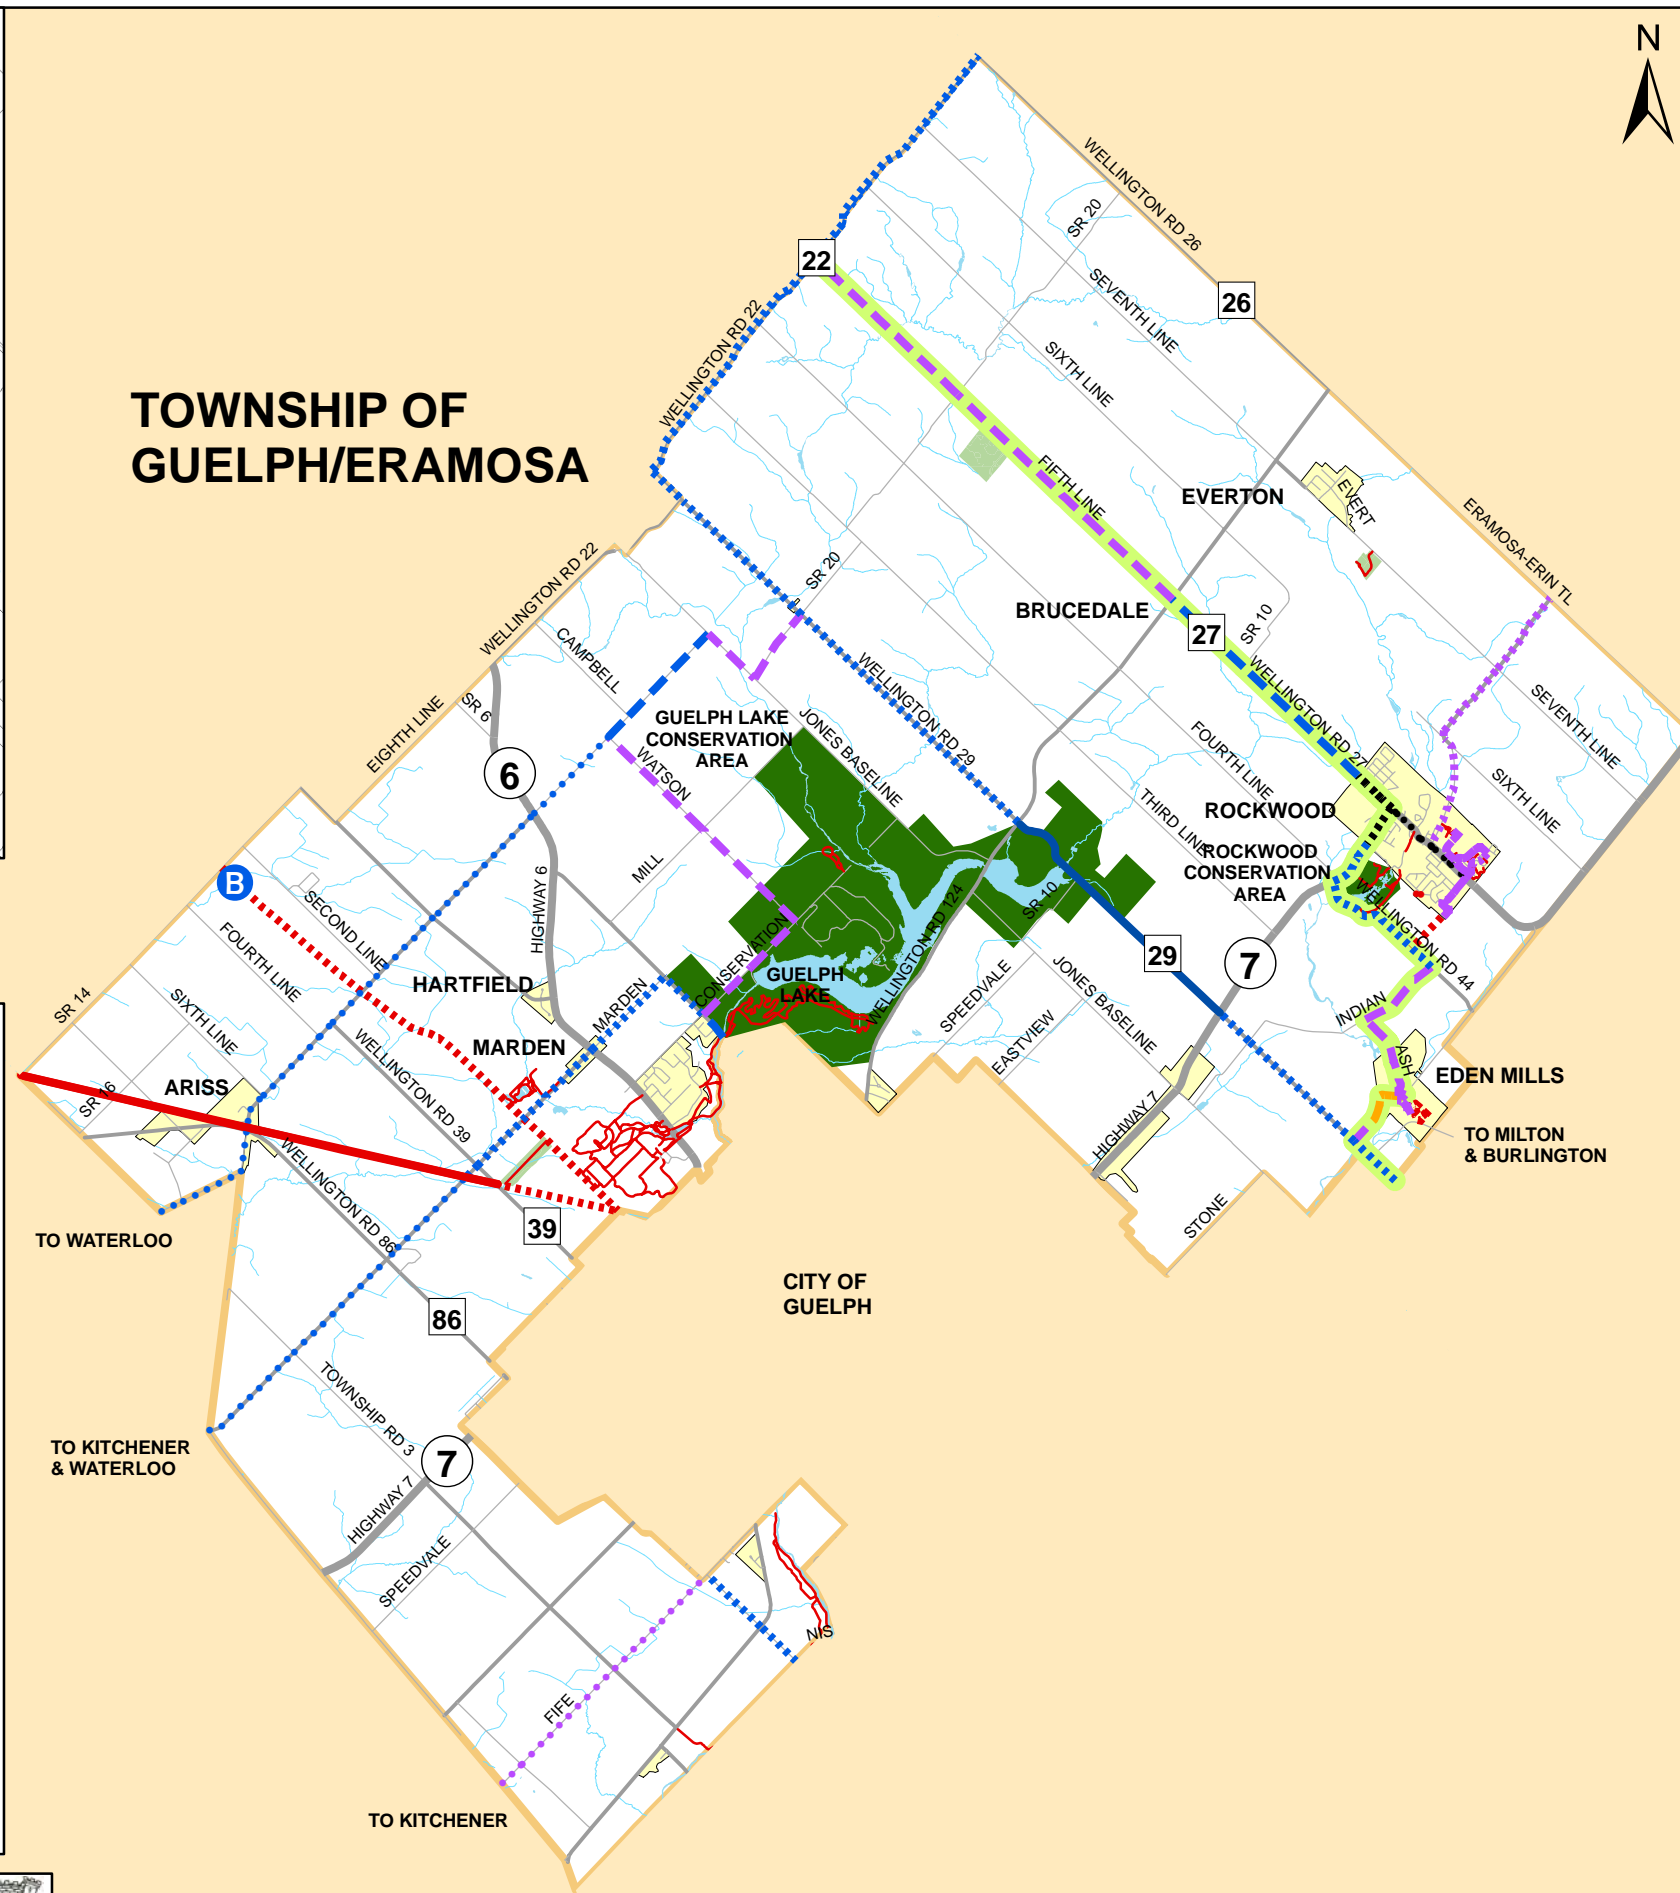 N
WELLINGTON RD 26
SR 20
22
26
SEVENTH LINE
WELLINGTON RD 22
SIXTH LINE
TOWNSHIP OF
GUELPH/ERAMOSA
FIFTH LINE
EVERTON
EVERT
ERAMOSA-ERIN TL
WELLINGTON RD 22
SR 20
BRUCEDALE
27
SR 10
CAMPBELL
WELLINGTON RD 29
WELLINGTON RD 27
SEVENTH LINE
SR 6
EIGHTH LINE
GUELPH LAKE
CONSERVATION
AREA
JONES BASELINE
FOURTH LINE
6
WATSON
SIXTH LINE
THIRD LINE
ROCKWOOD
ROCKWOOD
CONSERVATION
AREA
MILL
B
SECOND LINE
HIGHWAY 6
SR 10
WELLINGTON RD 124
WELLINGTON RD 44
FOURTH LINE
CONSERVATION
29
7
HARTFIELD
GUELPH
LAKE
JONES BASELINE
SPEEDVALE
SR 14
SIXTH LINE
MARDEN
INDIAN
MARDEN
EASTVIEW
WELLINGTON RD 39
ASH
EDEN MILLS
ARISS
SR 16
HIGHWAY 7
TO MILTON
& BURLINGTON
WELLINGTON RD 86
39
TO WATERLOO
STONE
CITY OF
GUELPH
86
TOWNSHIP RD 3
TO KITCHENER
& WATERLOO
7
HIGHWAY 7
SPEEDVALE
NIS
FIFE
TO KITCHENER